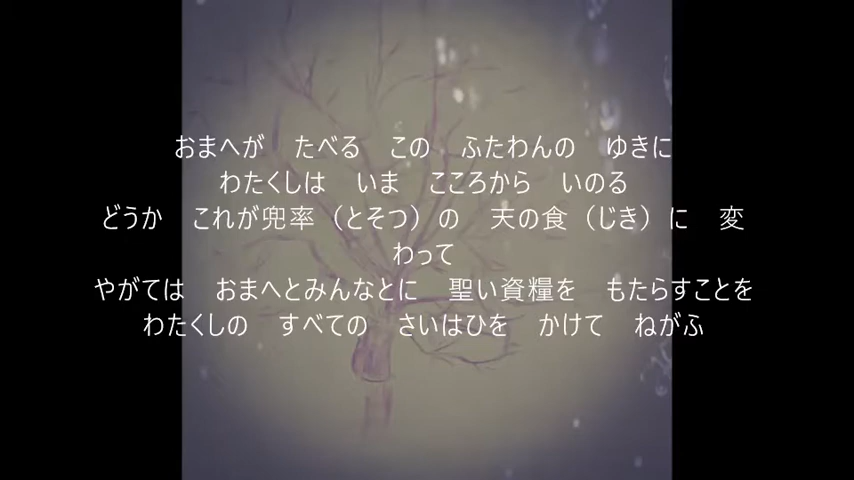 おまへが　たべる　この　ふたわんの　ゆきに
わたくしは　いま　こころから　いのる
どうか　これが兜率（とそつ）の　天の食（じき）に　変
わって
やがては　おまへとみんなとに　聖い資糧を　もたらすことを
わたくしの　すべての　さいはひを　かけて　ねがふ